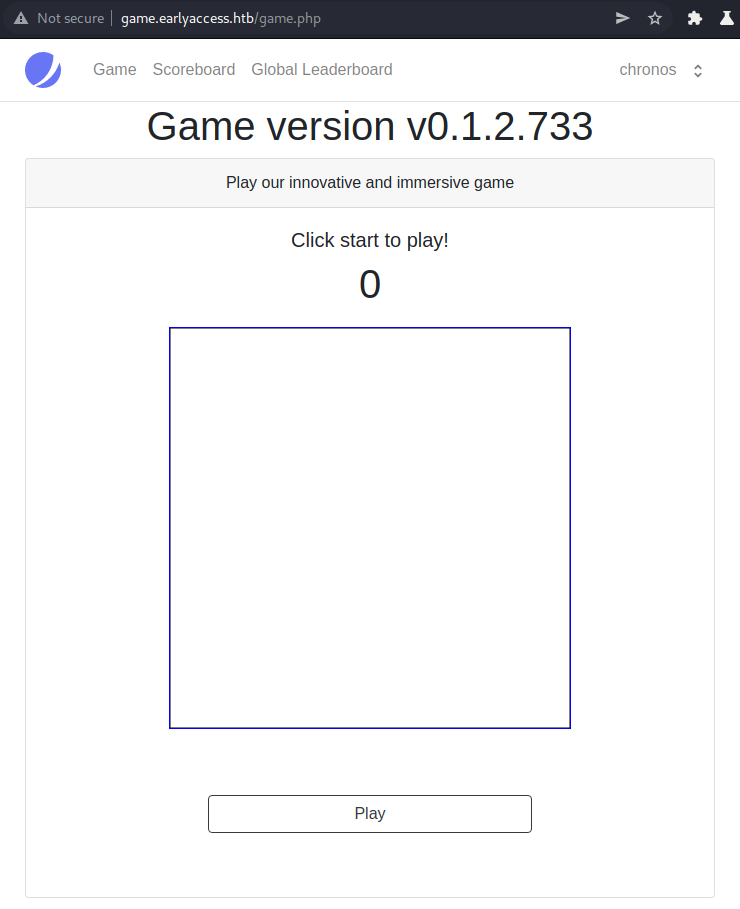 Not secure game.earlyaccess.htb/game.php
Game Scoreboard Global Leaderboard chronos
Game version v0.1.2.733
Play our innovative and immersive game
Click start to play!
0
Play